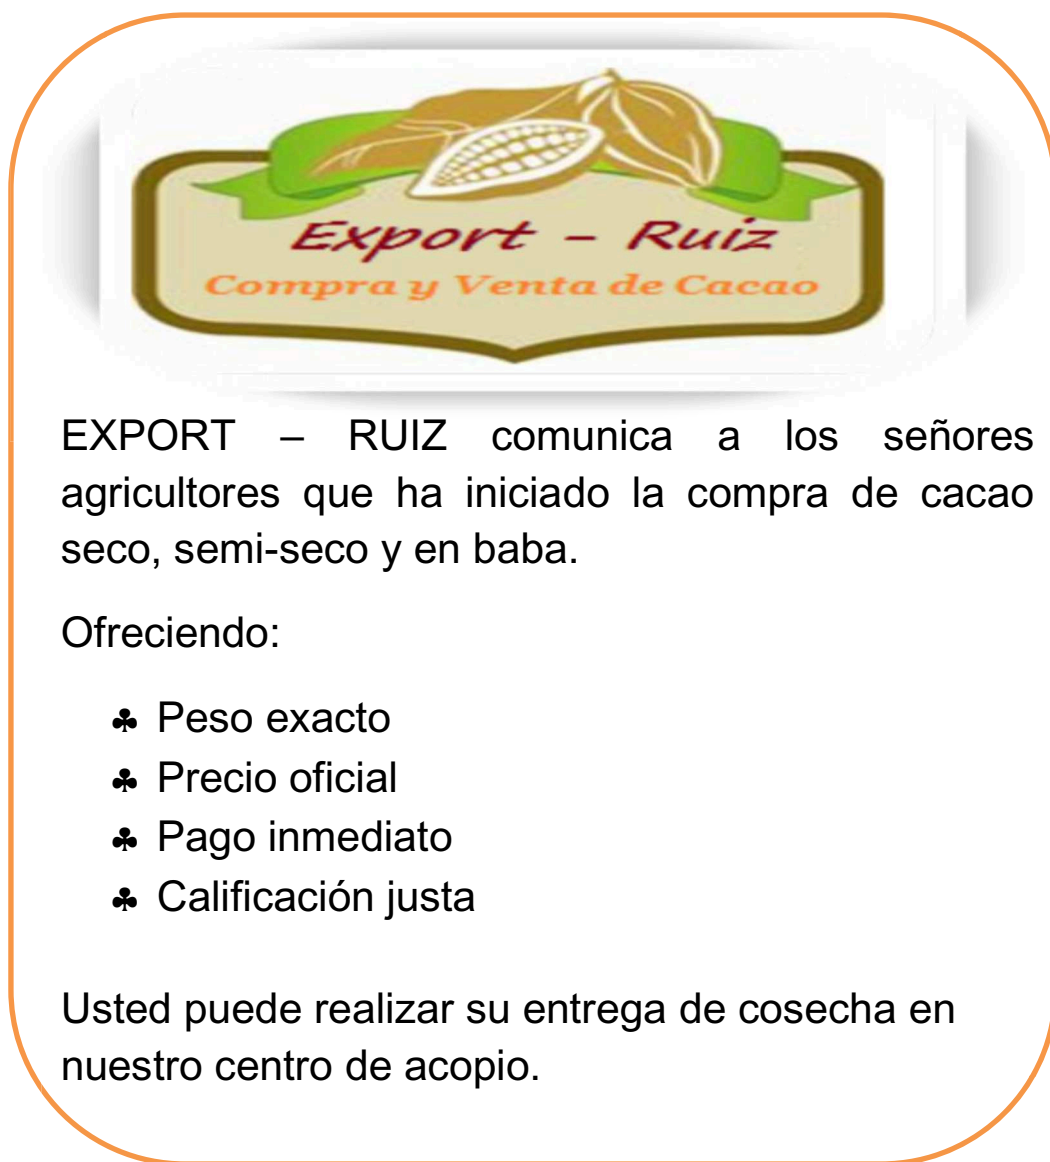 Export - Ruiz
Compra y Venta de Cacao
EXPORT – RUIZ comunica a los señores
agricultores que ha iniciado la compra de cacao
seco, semi-seco y en baba.
Ofreciendo:
♣ Peso exacto
♣ Precio oficial
♣ Pago inmediato
♣ Calificación justa
Usted puede realizar su entrega de cosecha en
nuestro centro de acopio.